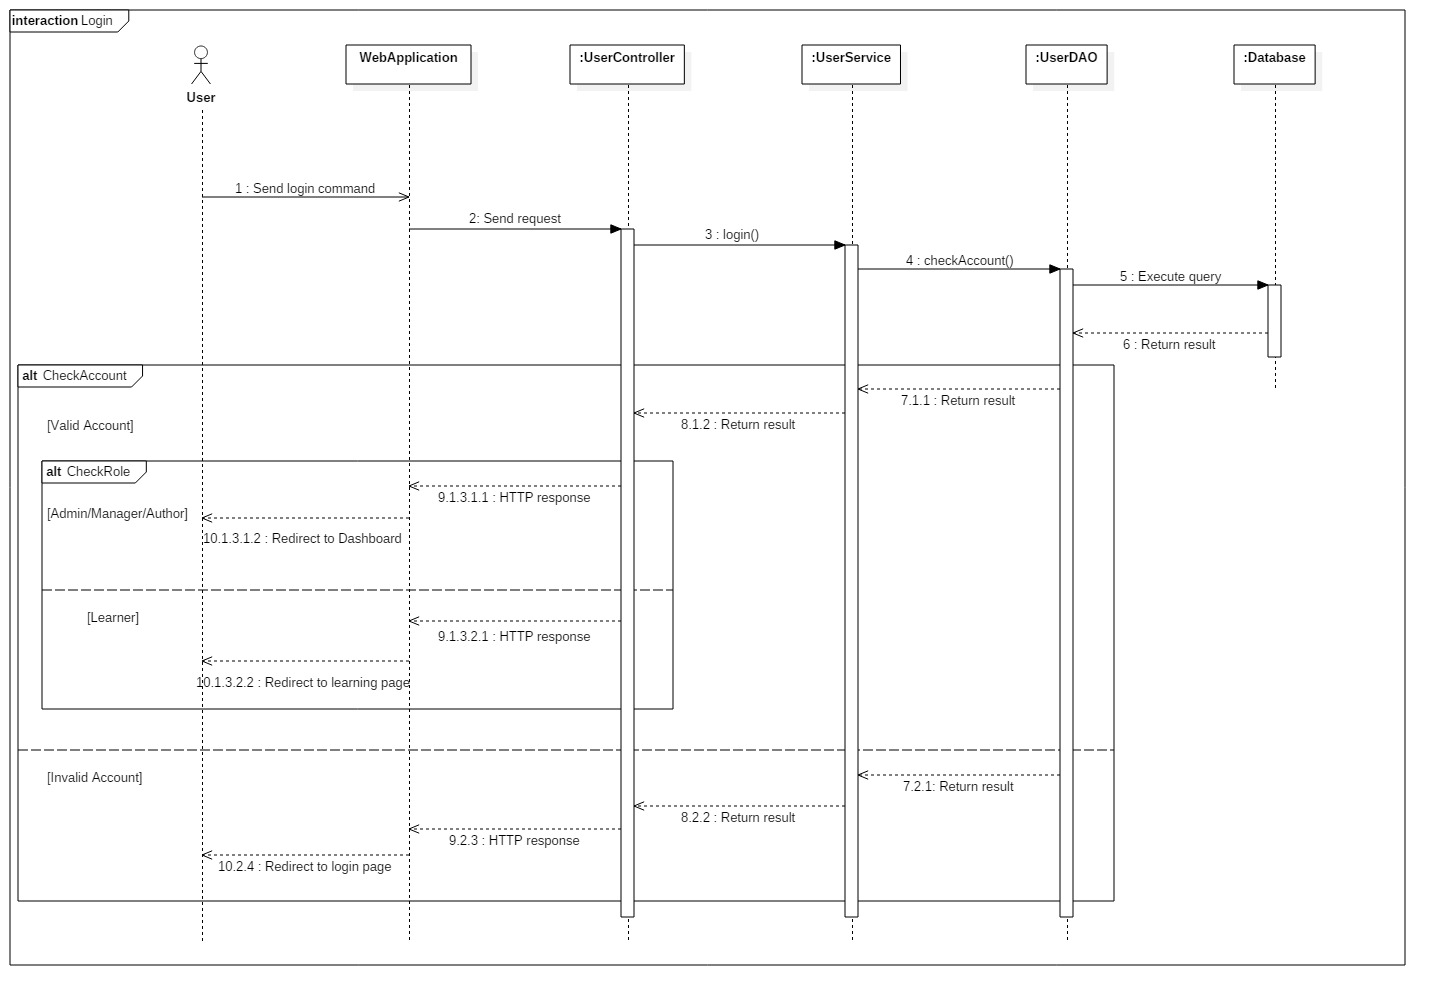 interaction Login
WebApplication
:UserController
:UserService
:UserDAO
:Database
User
1 : Send login command
2: Send request
3 : login()
4 : checkAccount()
5 : Execute query
6 : Return result
alt CheckAccount
7.1.1 : Return result
8.1.2 : Return result
[Valid Account]
alt CheckRole
9.1.3.1.1 : HTTP response
[Admin/Manager/Author]
10.1.3.1.2 : Redirect to Dashboard
[Learner]
9.1.3.2.1 : HTTP response
10.1.3.2.2 : Redirect to learning page
[Invalid Account]
7.2.1: Return result
8.2.2 : Return result
9.2.3 : HTTP response
10.2.4 : Redirect to login page